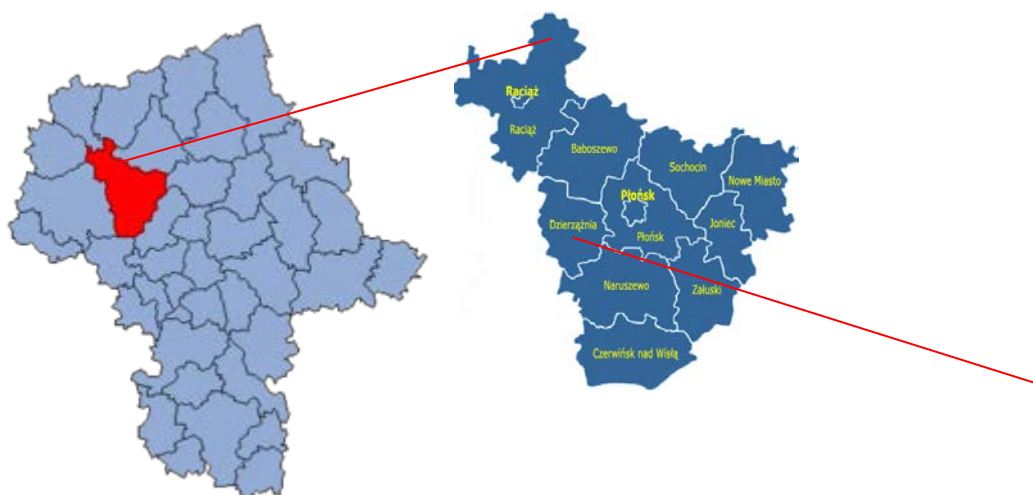 Raciąż
Raciąż
Baboszewo
Sochocin
Nowe Miasto
Płońsk
Dzierzążnia
Płońsk
Joniec
Naruszewo
Załuski
Czerwińsk nad Wisłą